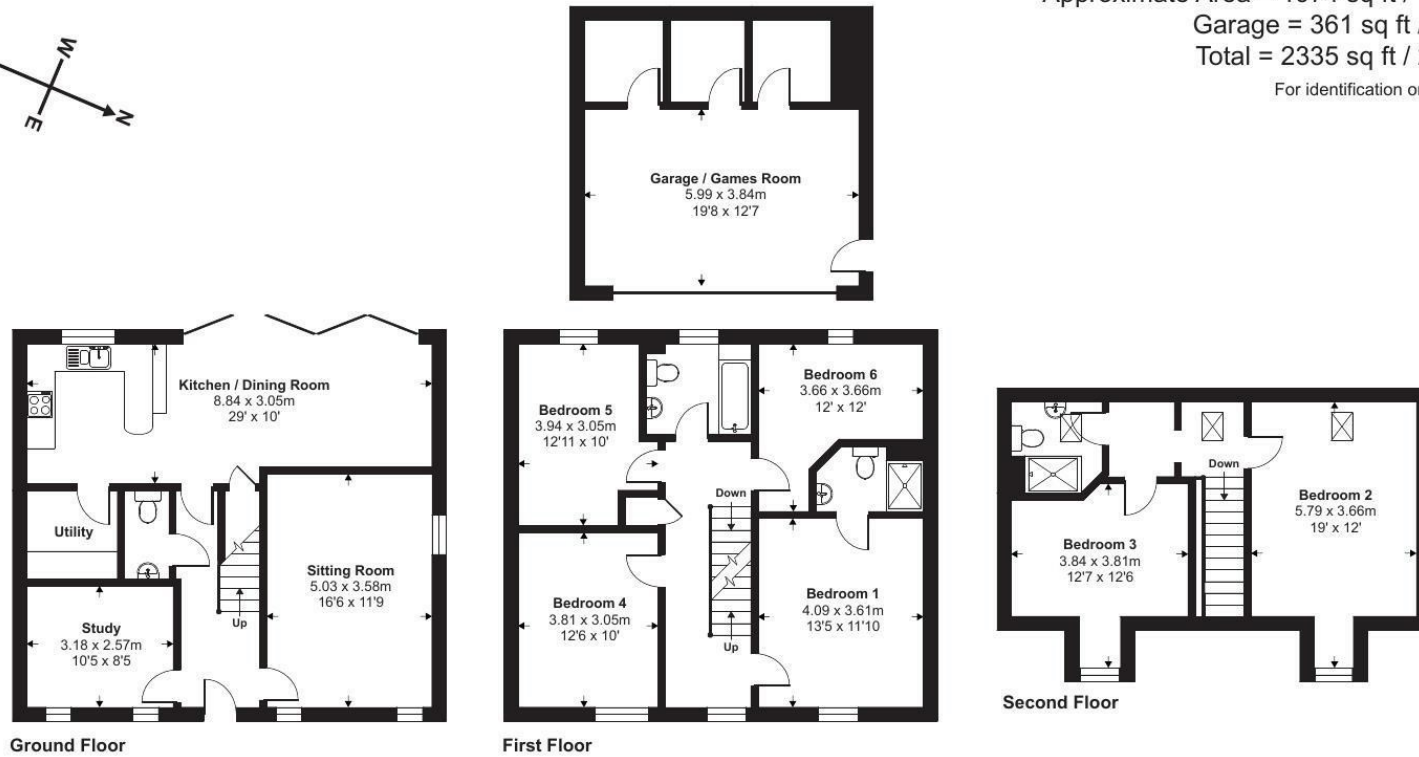 Garage = 361 sq ft /
Total = 2335 sq ft /
For identification
W
E
N
Garage / Games Room
5.99 x 3.84m
19'8 x 12'7
Kitchen / Dining Room
8.84 x 3.05m
29' x 10'
Utility
Study
3.18 x 2.57m
10'5 x 8'5
Up
Sitting Room
5.03 x 3.58m
16'6 x 11'9
Ground Floor
Bedroom 5
3.94 x 3.05m
12'11 x 10'
Bedroom 6
3.66 x 3.66m
12' x 12'
Down
Bedroom 4
3.81 x 3.05m
12'6 x 10'
Up
Bedroom 1
4.09 x 3.61m
13'5 x 11'10
First Floor
Down
Bedroom 2
5.79 x 3.66m
19' x 12'
Bedroom 3
3.84 x 3.81m
12'7 x 12'6
Second Floor